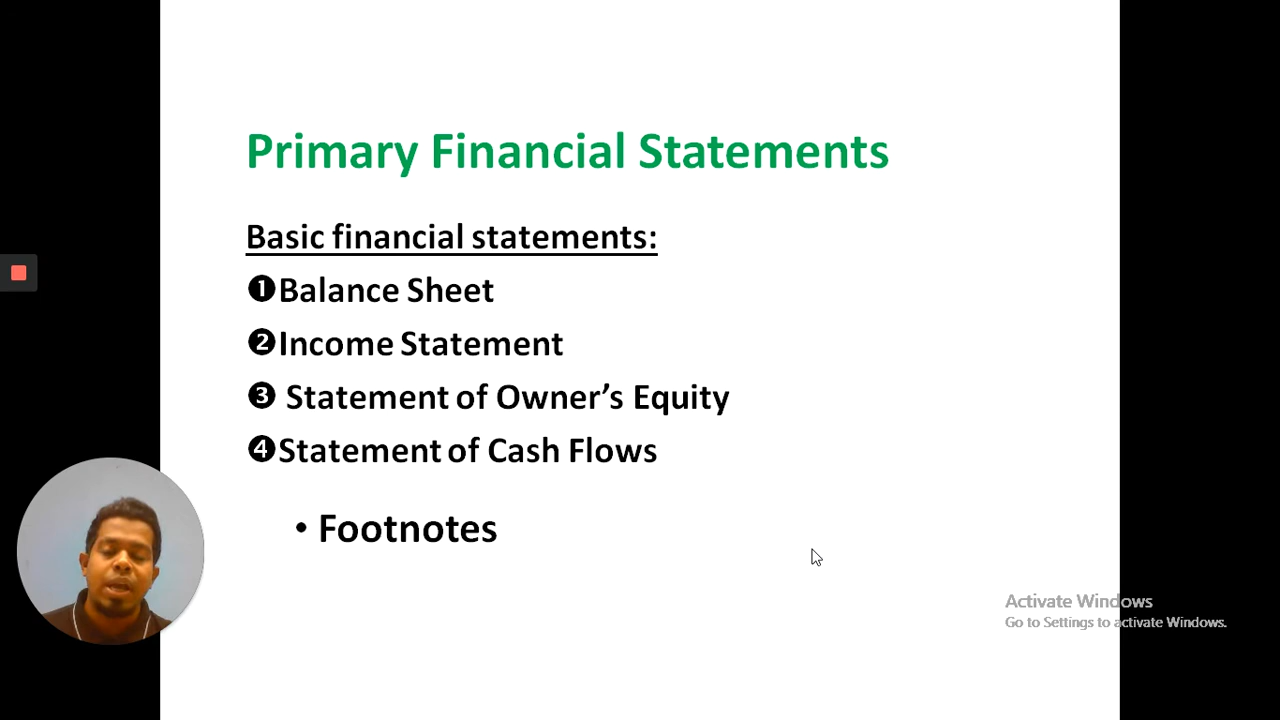 Primary Financial Statements
Basic financial statements:
❶Balance Sheet
❷Income Statement
❸ Statement of Owner’s Equity
❹Statement of Cash Flows
• Footnotes
Activate Windows
Go to Settings to activate Windows.